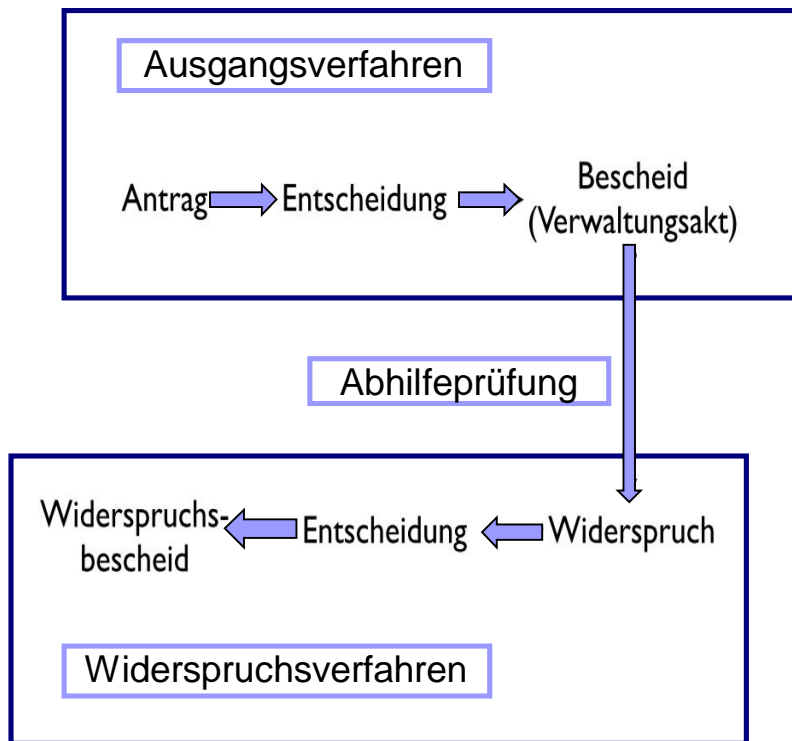 Ausgangsverfahren
Antrag Entscheidung Bescheid
(Verwaltungsakt)
Abhilfeprüfung
Widerspruchs-
bescheid Entscheidung Widerspruch
Widerspruchsverfahren